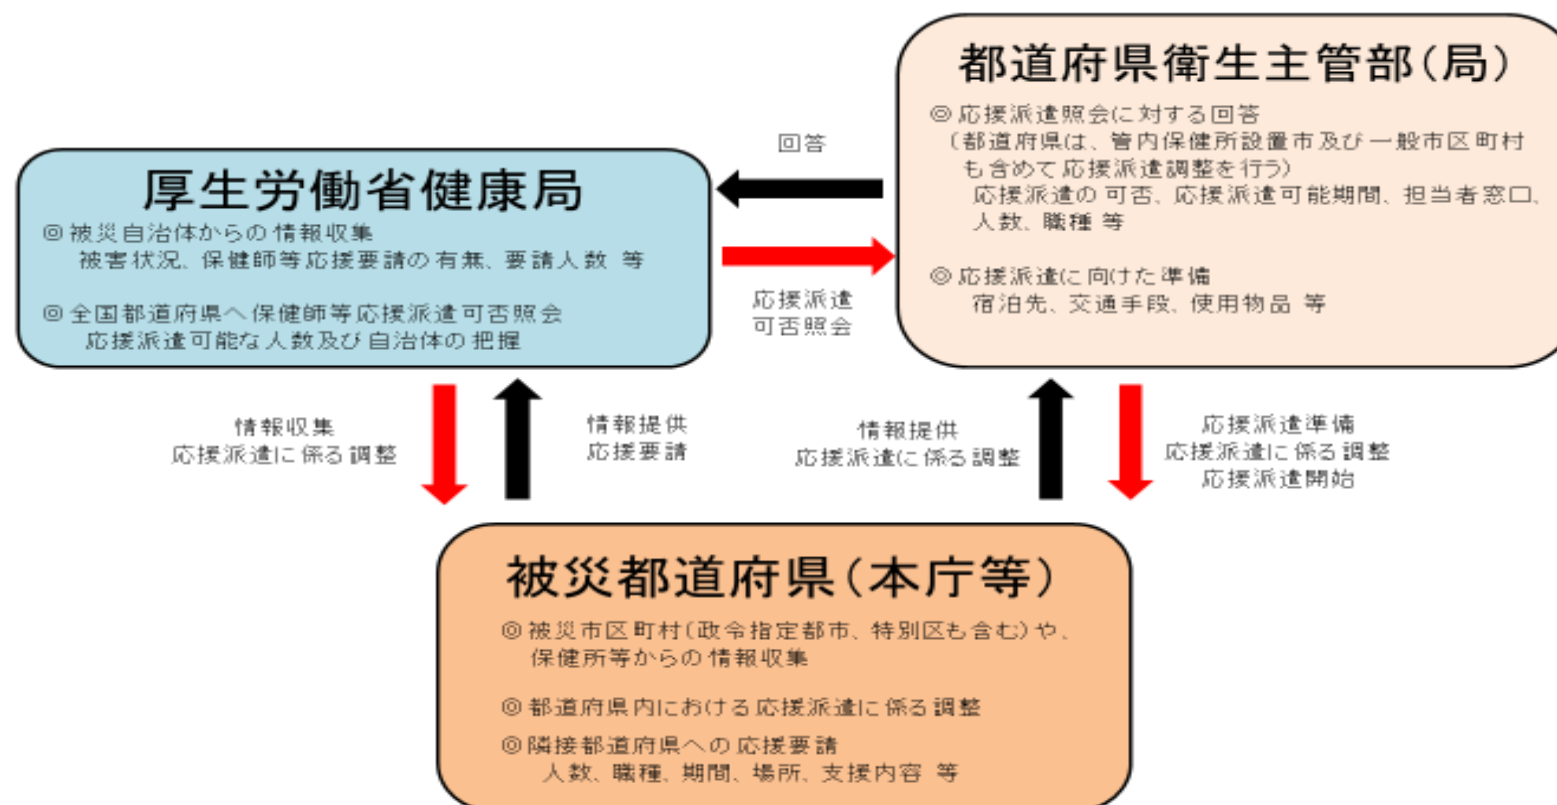 厚生労働省健康局
◎被災自治体からの情報収集
被害状況、保健師等応援要請の有無、要請人数 等
◎全国都道府県へ保健師等応援派遣可否照会
応援派遣可能な人数及び自治体の把握
回答
応援派遣
可否照会
都道府県衛生主管部(局)
◎応援派遣照会に対する回答
(都道府県は、管内保健所設置市及び一般市区町村
も含めて応援派遣調整を行う)
応援派遣の可否、応援派遣可能期間、担当者窓口、
人数、職種 等
◎応援派遣に向けた準備
宿泊先、交通手段、使用物品 等
情報収集
応援派遣に係る調整
情報提供
応援要請
情報提供
応援派遣に係る調整
応援派遣準備
応援派遣に係る調整
応援派遣開始
被災都道府県(本庁等)
◎被災市区町村(政令指定都市、特別区も含む)や、
保健所等からの情報収集
◎都道府県内における応援派遣に係る調整
◎隣接都道府県への応援要請
人数、職種、期間、場所、支援内容 等